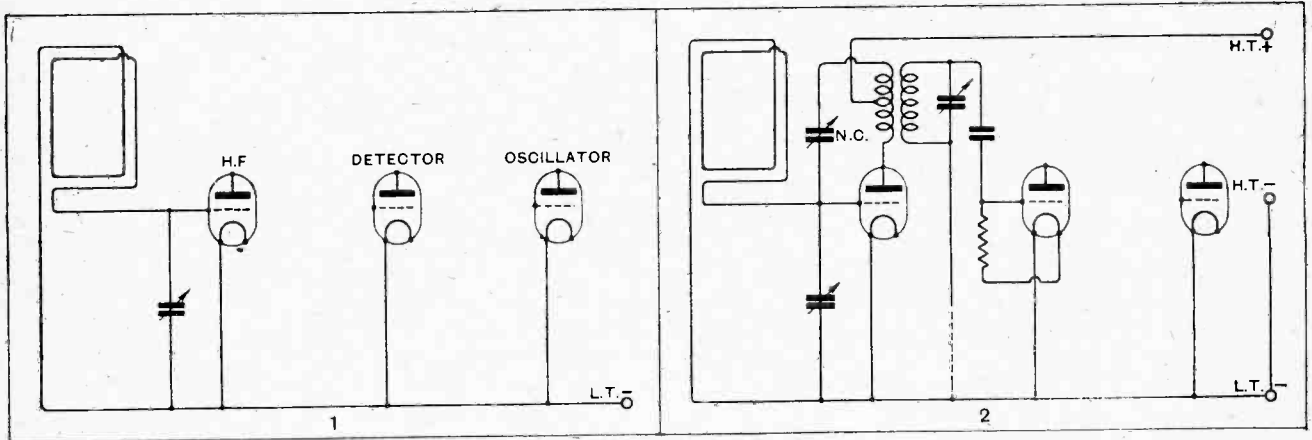 H.F
DETECTOR
OSCILLATOR
L.T.-
1
H.T.+
N.C.
H.T.-
L.T.-
2